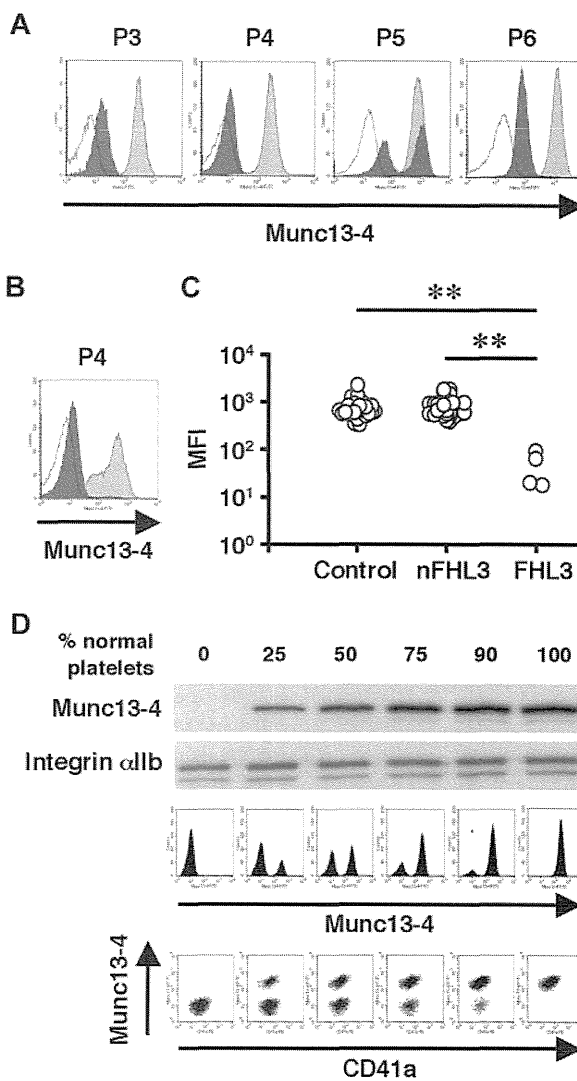 A
P3 P4 P5 P6
Munc13-4
B
P4
Munc13-4
C
** 
**
MFI
10⁴
10³
10²
10¹
10⁰
Control nFHL3 FHL3
D
% normal platelets
0 25 50 75 90 100
Munc13-4
Integrin αIIb
Munc13-4
Munc13-4
CD41a